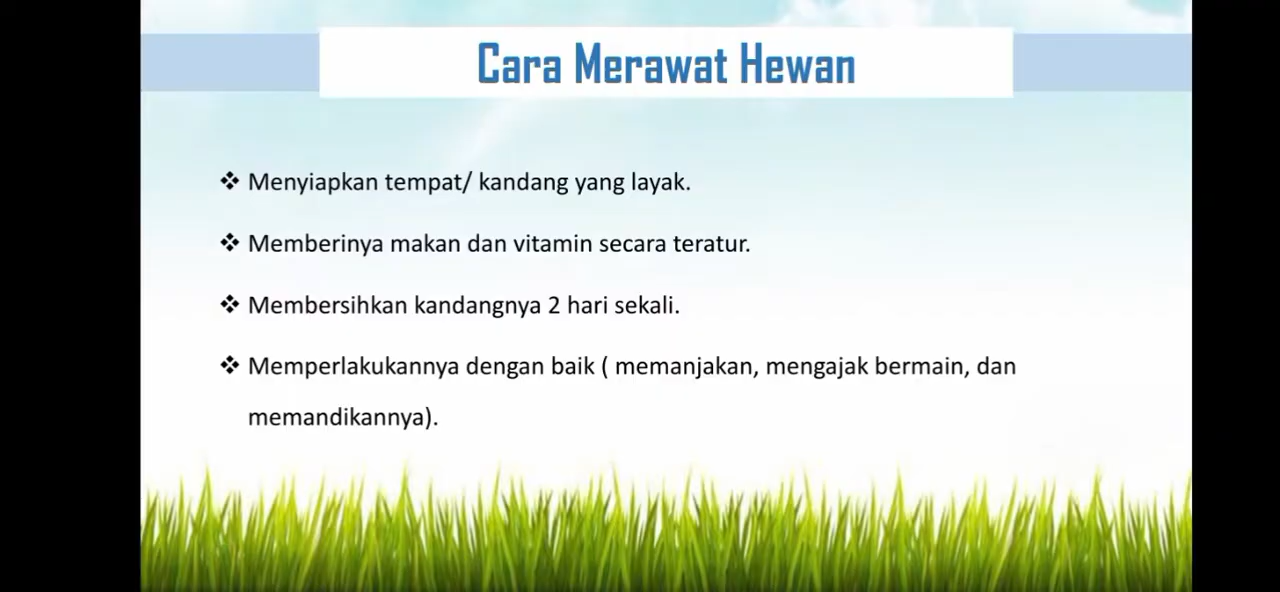 Cara Merawat Hewan
❖ Menyiapkan tempat/ kandang yang layak.
❖ Memberinya makan dan vitamin secara teratur.
❖ Membersihkan kandangnya 2 hari sekali.
❖ Memperlakukannya dengan baik ( memanjakan, mengajak bermain, dan
memandikannya).